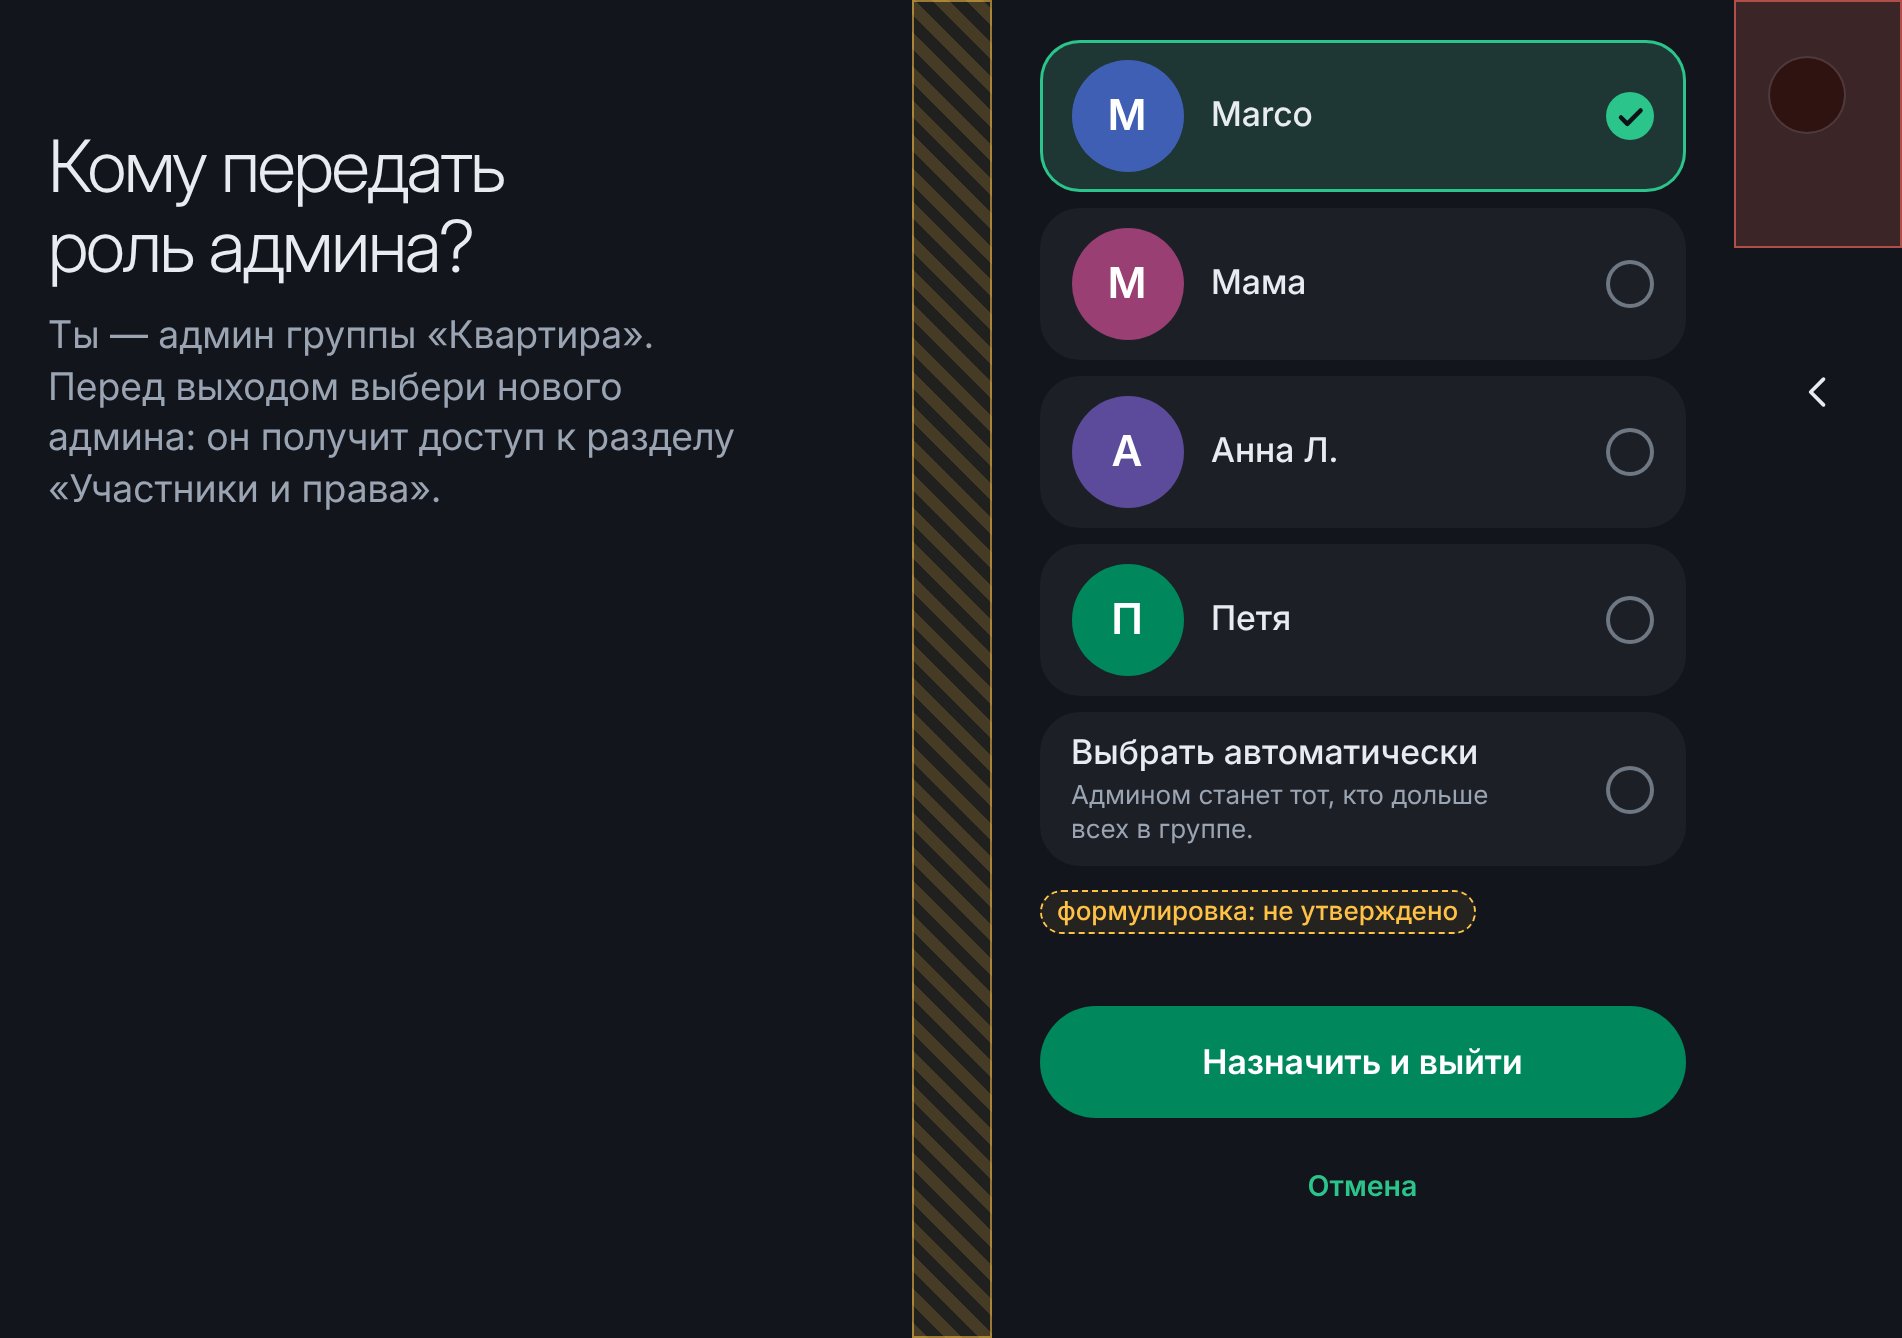 Кому передать
роль админа?
Ты — админ группы «Квартира».
Перед выходом выбери нового
админа: он получит доступ к разделу
«Участники и права».
M
Marco
М
Мама
А
Анна Л.
П
Петя
Выбрать автоматически
Админом станет тот, кто дольше
всех в группе.
формулировка: не утверждено
Назначить и выйти
Отмена